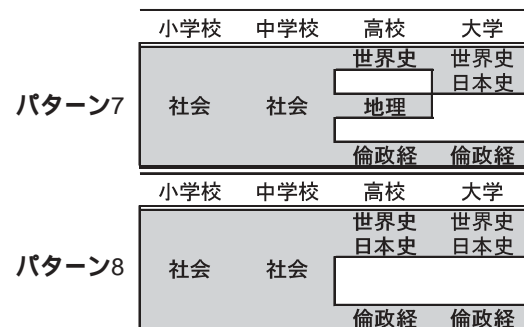 小学校 中学校 高校 大学
世界史 世界史
日本史
パターン7 社会 社会 地理
倫政経 倫政経
小学校 中学校 高校 大学
世界史 世界史
日本史 日本史
パターン8 社会 社会
倫政経 倫政経